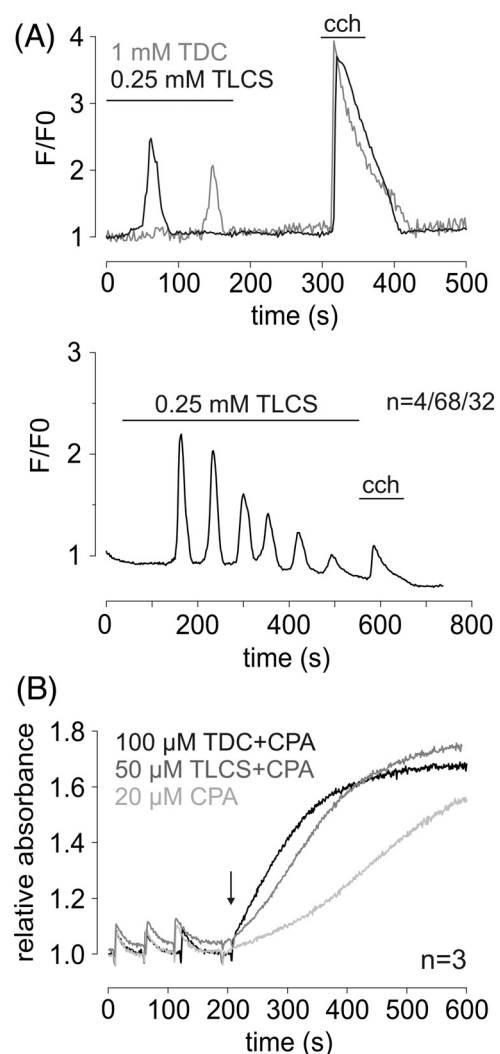 (A)
4
3
2
1
F/F0
1 mM TDC
0.25 mM TLCS
cch
0 100 200 300 400 500
time (s)
3
2
1
F/F0
0.25 mM TLCS
n=4/68/32
cch
0 200 400 600 800
time (s)
(B)
1.8
1.6
1.4
1.2
1.0
relative absorbance
100 µM TDC+CPA
50 µM TLCS+CPA
20 µM CPA
n=3
0 100 200 300 400 500 600
time (s)